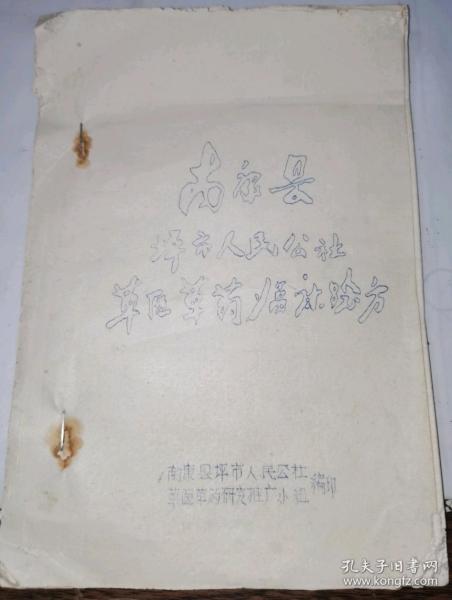 南康县
坪市人民公社
草医草药验方
南康县坪市人民公社
草医草药研究推广小组 编印
孔夫子旧书网
www.kongfz.com